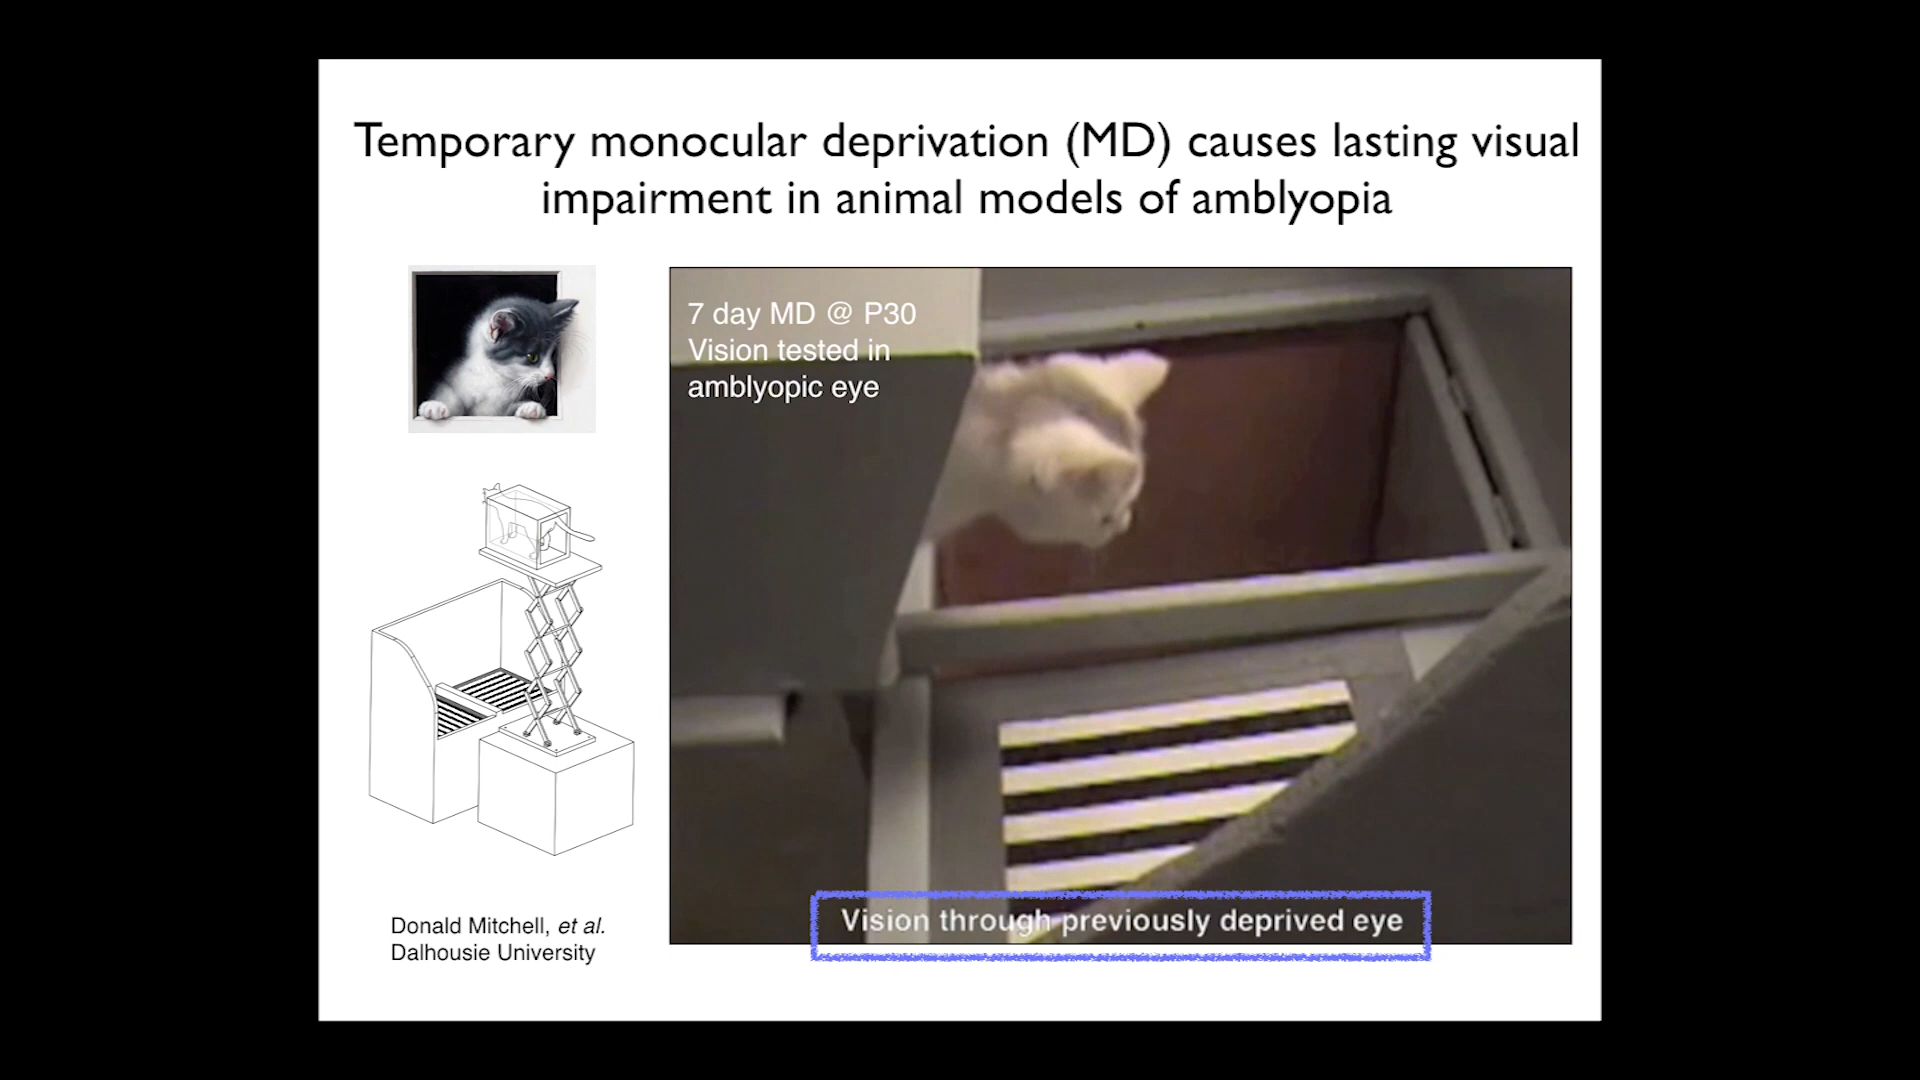 Temporary monocular deprivation (MD) causes lasting visual
impairment in animal models of amblyopia
7 day MD @ P30
Vision tested in
amblyopic eye
Vision through previously deprived eye
Donald Mitchell, et al.
Dalhousie University